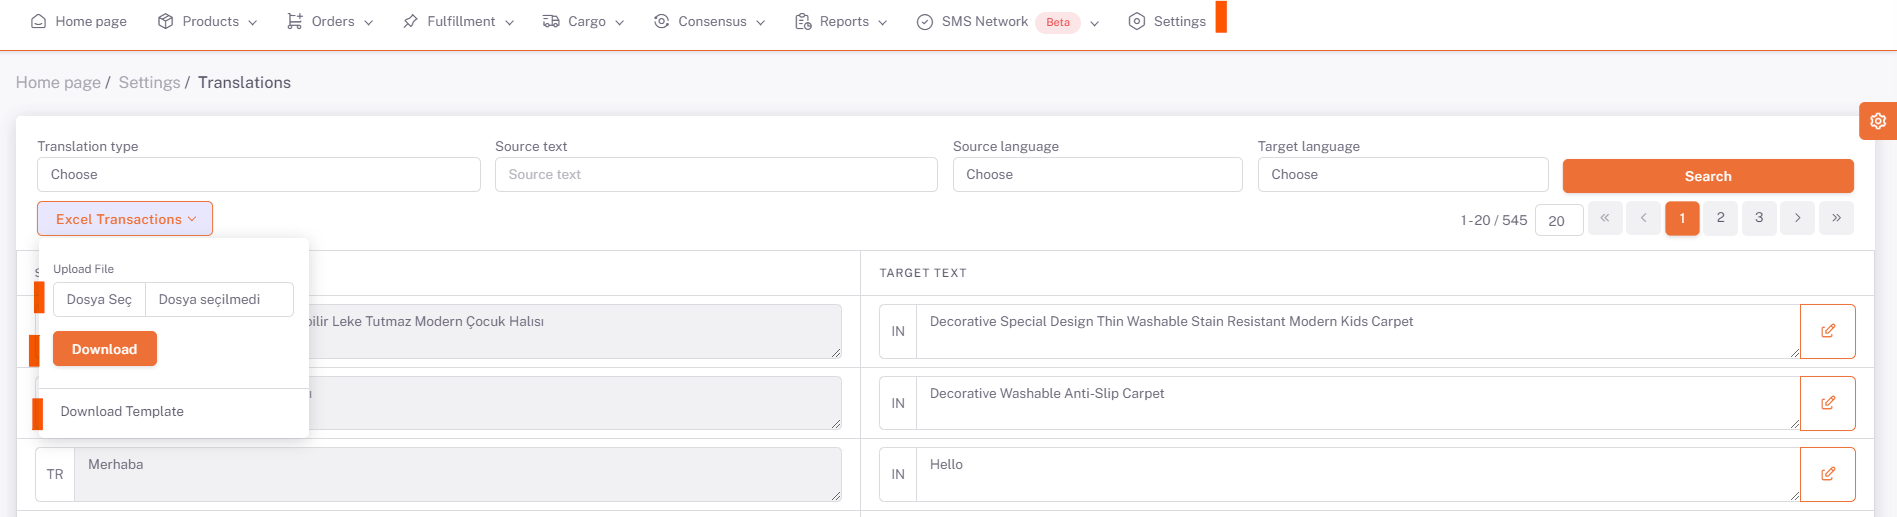 Home page Products Orders Fulfillment Cargo Consensus Reports SMS Network Beta Settings
Home page / Settings / Translations
Translation type Source text Source language Target language
Choose Source text Choose Choose Search
Excel Transactions 1-20 / 545 20 « ‹ 1 2 3 › »
Upload File
TARGET TEXT
Dosya Seç Dosya seçilmedi
Leke Tutmaz Modern Çocuk Halısı IN Decorative Special Design Thin Washable Stain Resistant Modern Kids Carpet
Download
IN Decorative Washable Anti-Slip Carpet
Download Template
TR Merhaba IN Hello